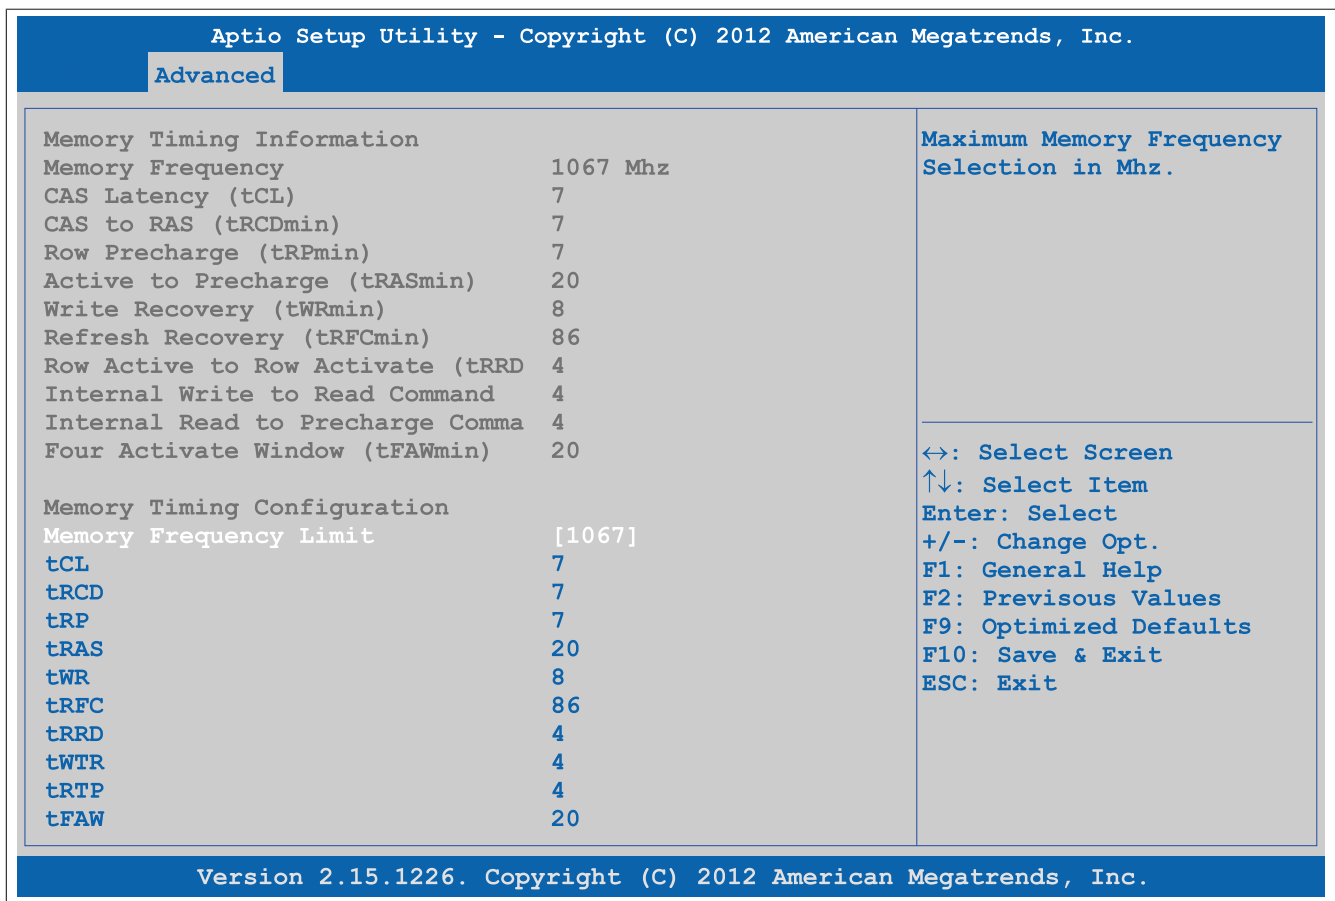 Aptio Setup Utility - Copyright (C) 2012 American Megatrends, Inc.
Advanced
Memory Timing Information
Memory Frequency 1067 Mhz
CAS Latency (tCL) 7
CAS to RAS (tRCDmin) 7
Row Precharge (tRPmin) 7
Active to Precharge (tRASmin) 20
Write Recovery (tWRmin) 8
Refresh Recovery (tRFCmin) 86
Row Active to Row Activate (tRRD 4
Internal Write to Read Command 4
Internal Read to Precharge Comma 4
Four Activate Window (tFAWmin) 20
Memory Timing Configuration
Memory Frequency Limit [1067]
tCL 7
tRCD 7
tRP 7
tRAS 20
tWR 8
tRFC 86
tRRD 4
tWTR 4
tRTP 4
tFAW 20
Maximum Memory Frequency
Selection in Mhz.
↔: Select Screen
↑↓: Select Item
Enter: Select
+/-: Change Opt.
F1: General Help
F2: Previsous Values
F9: Optimized Defaults
F10: Save & Exit
ESC: Exit
Version 2.15.1226. Copyright (C) 2012 American Megatrends, Inc.